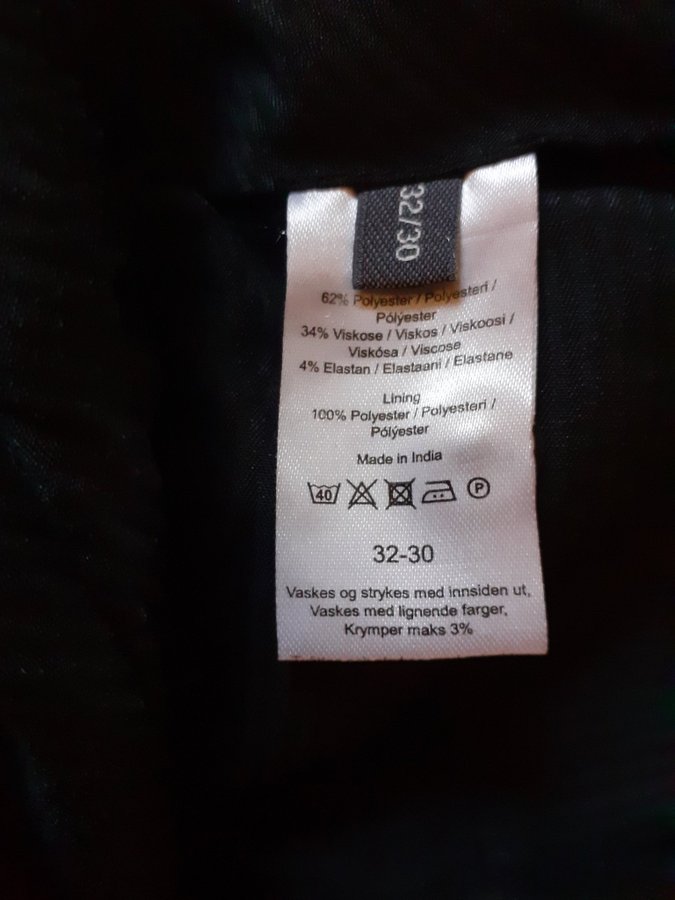 32/30
62% Polyester / Polyesteri /
Pólýester
34% Viskose / Viskos / Viskoosi /
Viskósa / Viscose
4% Elastan / Elastaani / Elastane
Lining
100% Polyester / Polyesteri /
Pólýester
Made in India
40 P
32-30
Vaskes og strykes med innsiden ut,
Vaskes med lignende farger,
Krymper maks 3%